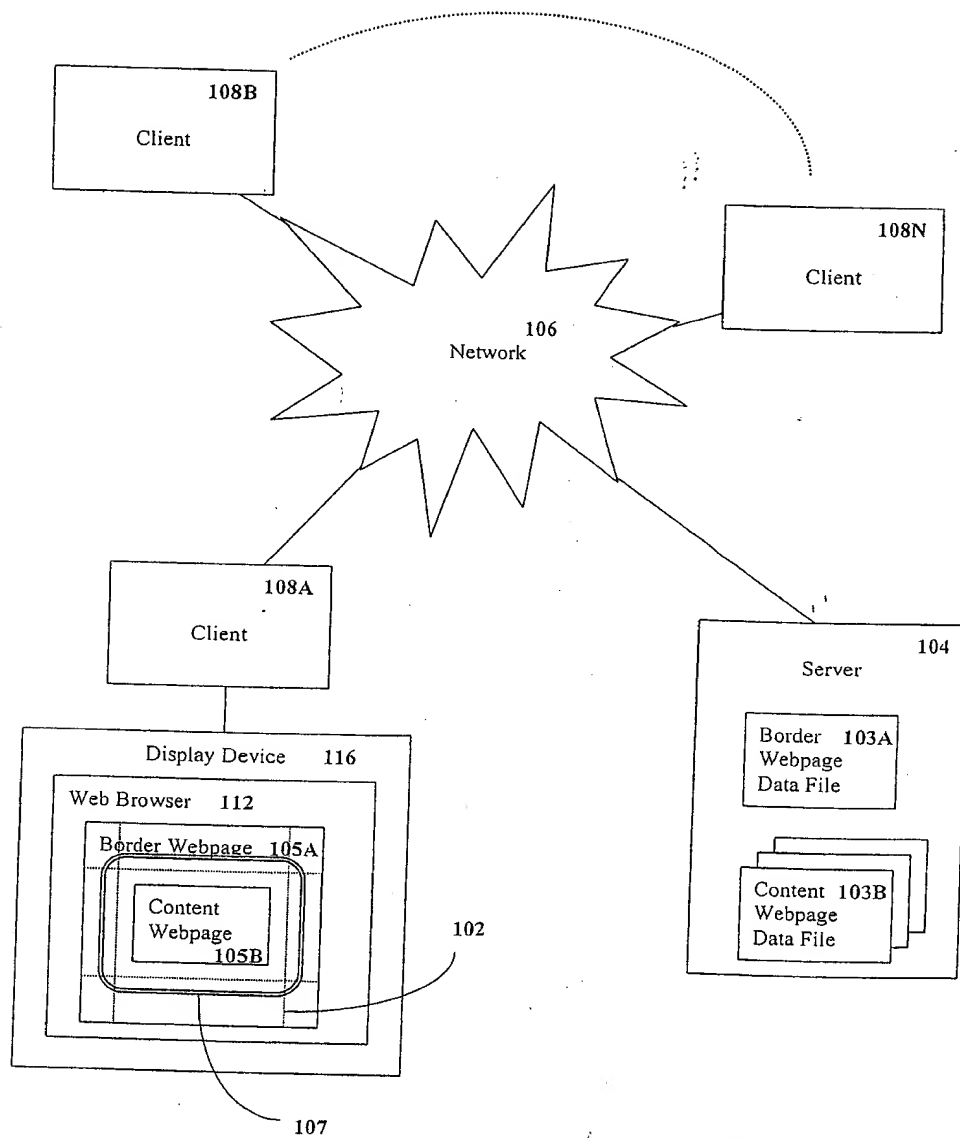 108B
Client
108N
Client
106
Network
108A
Client
104
Server
Border 103A
Webpage
Data File
Content 103B
Webpage
Data File
Display Device 116
Web Browser 112
Border Webpage 105A
Content
Webpage
105B
102
107